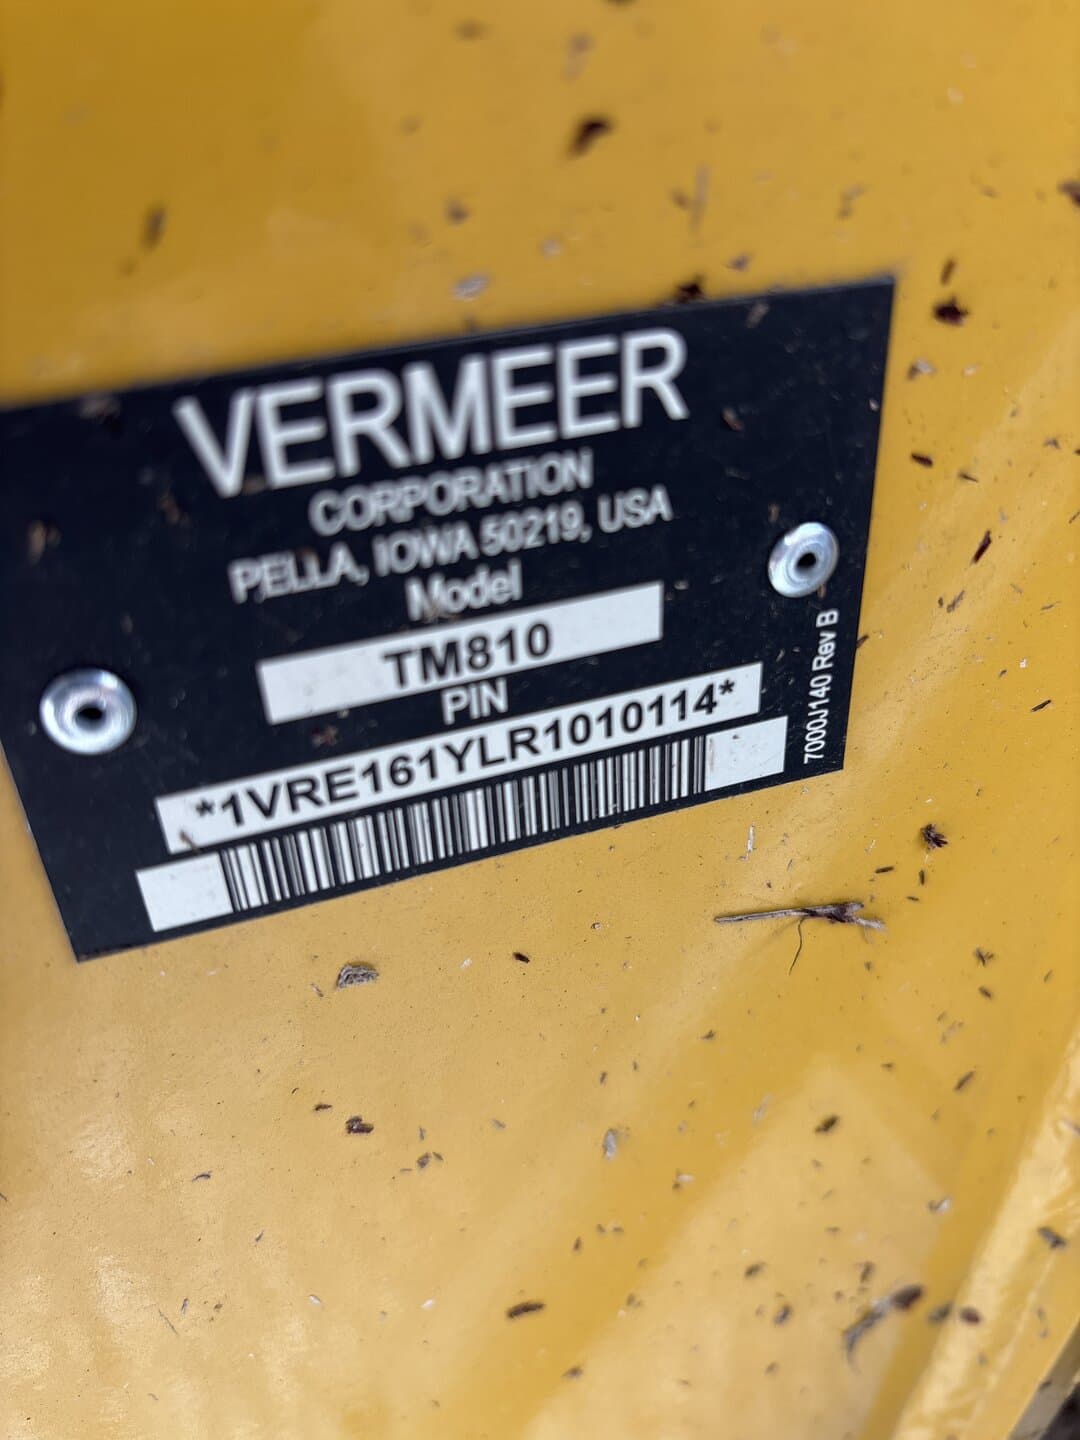 VERMEER
CORPORATION
PELLA, IOWA 50219, USA
Model
TM810
PIN
*1VRE161YLR1010114*
7000J140 Rev B